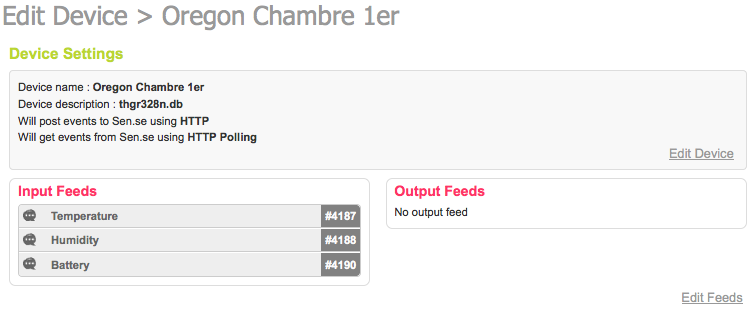 Edit Device > Oregon Chambre 1er
Device Settings
Device name : Oregon Chambre 1er
Device description : thgr328n.db
Will post events to Sen.se using HTTP
Will get events from Sen.se using HTTP Polling
Edit Device
Input Feeds
Temperature #4187
Humidity #4188
Battery #4190
Output Feeds
No output feed
Edit Feeds